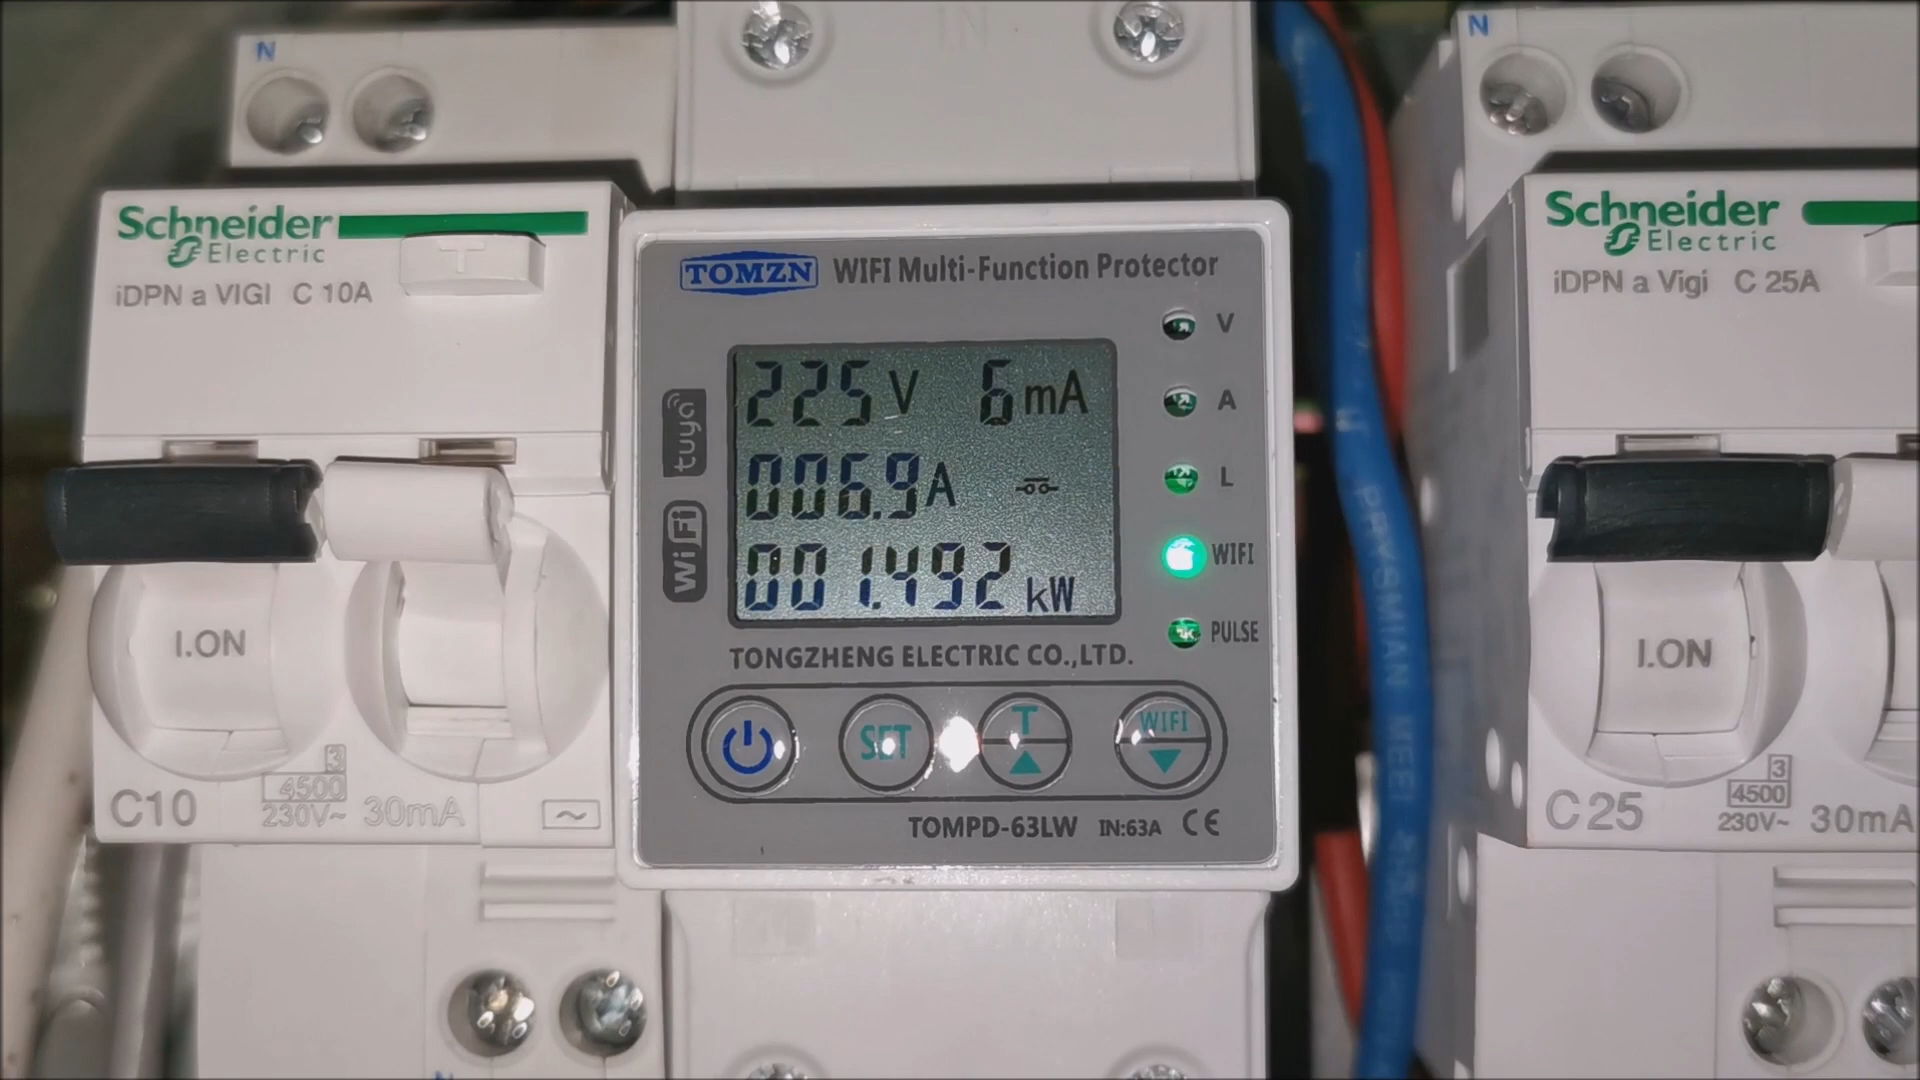 N
N
Schneider
Electric
iDPN a VIGI C 10A
T
I.ON
C10
3
4500
230V~
30mA
~
TOMZN
WIFI Multi-Function Protector
tuya
WiFi
225 V 6 mA
006.9 A
001.492 kW
V
A
L
WIFI
PULSE
TONGZHENG ELECTRIC CO.,LTD.
SET
T
WIFI
TOMPD-63LW IN:63A CE
PRYSMIAN MEEI
N
Schneider
Electric
iDPN a Vigi C 25A
I.ON
C25
3
4500
230V~
30mA